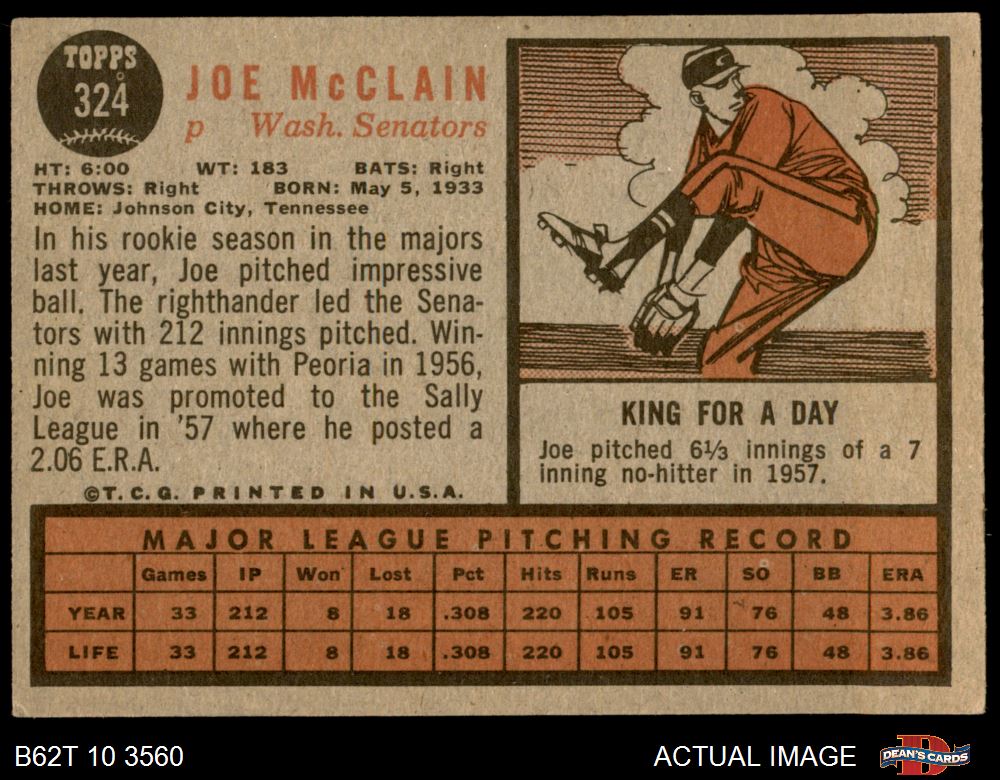 TOPPS
324
JOE McCLAIN
p Wash. Senators
HT: 6:00 WT: 183 BATS: Right
THROWS: Right BORN: May 5, 1933
HOME: Johnson City, Tennessee
In his rookie season in the majors
last year, Joe pitched impressive
ball. The righthander led the Sena-
tors with 212 innings pitched. Win-
ning 13 games with Peoria in 1956,
Joe was promoted to the Sally
League in '57 where he posted a
2.06 E.R.A.
©T.C.G. PRINTED IN U.S.A.
C
KING FOR A DAY
Joe pitched 6⅓ innings of a 7
inning no-hitter in 1957.
MAJOR LEAGUE PITCHING RECORD
Games IP Won Lost Pct Hits Runs ER SO BB ERA
YEAR 33 212 8 18 .308 220 105 91 76 48 3.86
LIFE 33 212 8 18 .308 220 105 91 76 48 3.86
B62T 10 3560 ACTUAL IMAGE DEAN'S CARDS